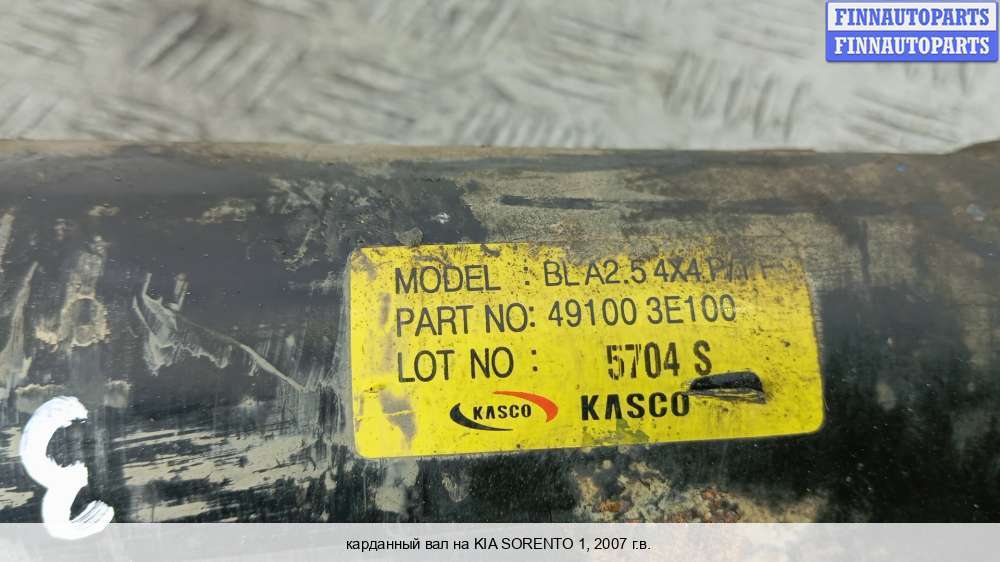 FINNAUTOPARTS
FINNAUTOPARTS
MODEL : BL A2.5 4X4 P/T F
PART NO: 49100 3E100
LOT NO : 5704 S
KASCO KASCO
3
карданный вал на KIA SORENTO 1, 2007 г.в.